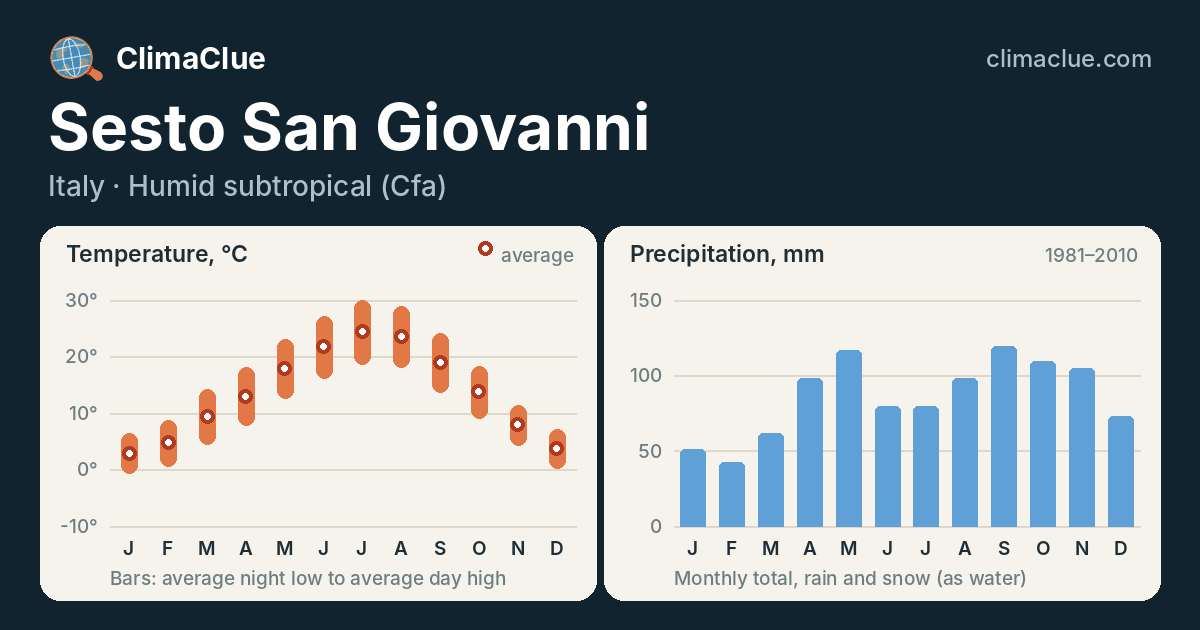 ClimaClue
climaclue.com
Sesto San Giovanni
Italy · Humid subtropical (Cfa)
Temperature, °C
average
30°
20°
10°
0°
-10°
J F M A M J J A S O N D
Bars: average night low to average day high
Precipitation, mm
1981–2010
150
100
50
0
J F M A M J J A S O N D
Monthly total, rain and snow (as water)